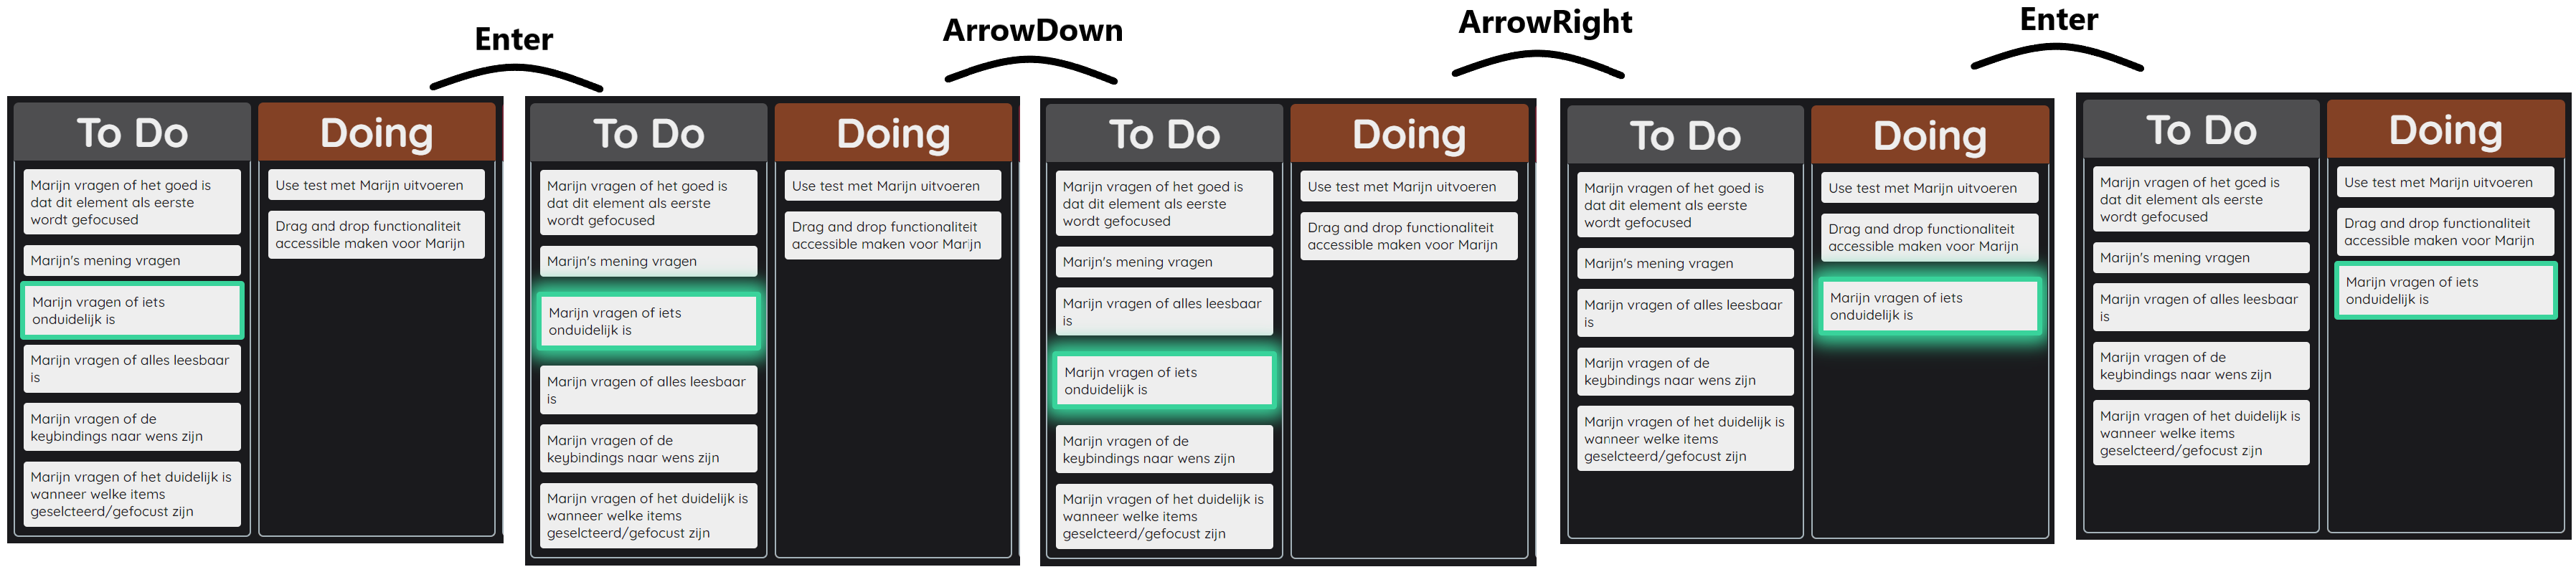 Enter
ArrowDown
ArrowRight
Enter
To Do
Marijn vragen of het goed is
dat dit element als eerste
wordt gefocused
Marijn's mening vragen
Marijn vragen of iets
onduidelijk is
Marijn vragen of alles leesbaar
is
Marijn vragen of de
keybindings naar wens zijn
Marijn vragen of het duidelijk is
wanneer welke items
geselcteerd/gefocust zijn
Doing
Use test met Marijn uitvoeren
Drag and drop functionaliteit
accessible maken voor Marijn
To Do
Marijn vragen of het goed is
dat dit element als eerste
wordt gefocused
Marijn's mening vragen
Marijn vragen of iets
onduidelijk is
Marijn vragen of alles leesbaar
is
Marijn vragen of de
keybindings naar wens zijn
Marijn vragen of het duidelijk is
wanneer welke items
geselcteerd/gefocust zijn
Doing
Use test met Marijn uitvoeren
Drag and drop functionaliteit
accessible maken voor Marijn
To Do
Marijn vragen of het goed is
dat dit element als eerste
wordt gefocused
Marijn's mening vragen
Marijn vragen of alles leesbaar
is
Marijn vragen of iets
onduidelijk is
Marijn vragen of de
keybindings naar wens zijn
Marijn vragen of het duidelijk is
wanneer welke items
geselcteerd/gefocust zijn
Doing
Use test met Marijn uitvoeren
Drag and drop functionaliteit
accessible maken voor Marijn
To Do
Marijn vragen of het goed is
dat dit element als eerste
wordt gefocused
Marijn's mening vragen
Marijn vragen of alles leesbaar
is
Marijn vragen of de
keybindings naar wens zijn
Marijn vragen of het duidelijk is
wanneer welke items
geselcteerd/gefocust zijn
Doing
Use test met Marijn uitvoeren
Drag and drop functionaliteit
accessible maken voor Marijn
Marijn vragen of iets
onduidelijk is
To Do
Marijn vragen of het goed is
dat dit element als eerste
wordt gefocused
Marijn's mening vragen
Marijn vragen of alles leesbaar
is
Marijn vragen of de
keybindings naar wens zijn
Marijn vragen of het duidelijk is
wanneer welke items
geselcteerd/gefocust zijn
Doing
Use test met Marijn uitvoeren
Drag and drop functionaliteit
accessible maken voor Marijn
Marijn vragen of iets
onduidelijk is